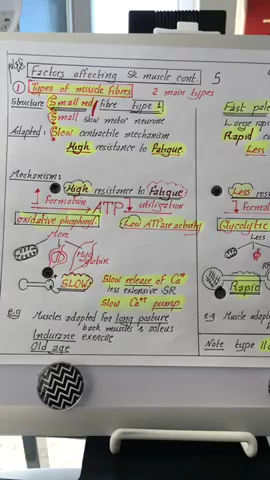 Factors affecting Sk muscle cont. 5
① Types of muscle fibres 2 main types
Structure Small red fibre type 1
Small slow motor neurone
Adapted: Slow contractile mechanism
High resistance to Fatigue
Mechanism:
High resistance to Fatigue
formation ATP utilization
oxidative phosphoryl. Low ATPase activity
More
Myoglobin
SLOW Slow release of Ca++
less extensive SR
Slow Ca++ pump
e-g Muscles adapted for long posture
back muscles & soleus
Indurane exercise
Old age
Fast pale
Large rapid
Rapid
Less
Less
formation
Glycolytic
Less
Rapid
e-g Muscle adap
Note type II